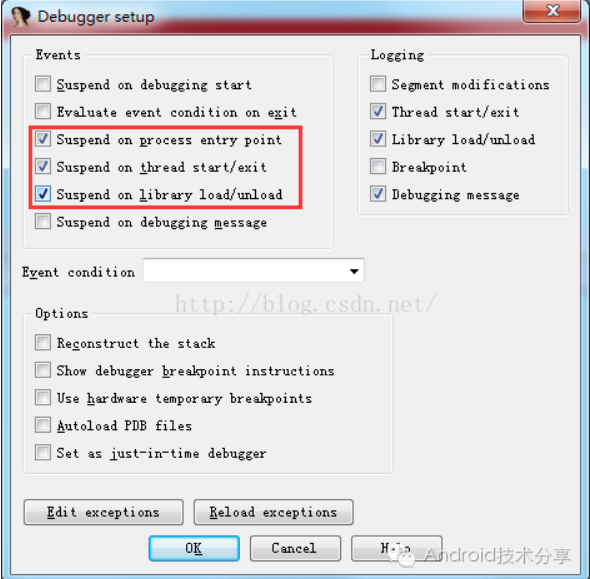 Debugger setup
Events
Suspend on debugging start
Evaluate event condition on exit
Suspend on process entry point
Suspend on thread start/exit
Suspend on library load/unload
Suspend on debugging message
Logging
Segment modifications
Thread start/exit
Library load/unload
Breakpoint
Debugging message
Event condition
http://blog.csdn.net/
Options
Reconstruct the stack
Show debugger breakpoint instructions
Use hardware temporary breakpoints
Autoload PDB files
Set as just-in-time debugger
Edit exceptions Reload exceptions
OK Cancel Help
Android技术分享